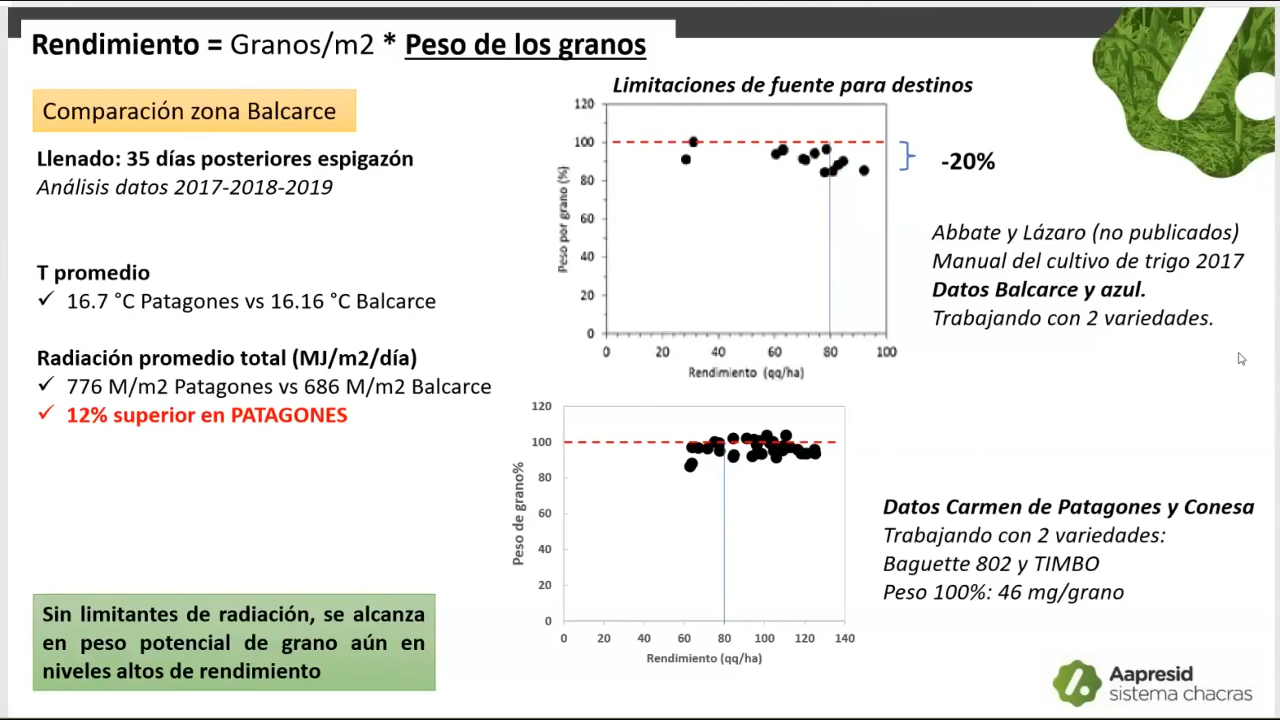 Rendimiento = Granos/m2 * Peso de los granos
Comparación zona Balcarce
Llenado: 35 días posteriores espigazón
Análisis datos 2017-2018-2019
T promedio
✓ 16.7 °C Patagones vs 16.16 °C Balcarce
Radiación promedio total (MJ/m2/día)
✓ 776 M/m2 Patagones vs 686 M/m2 Balcarce
✓ 12% superior en PATAGONES
Sin limitantes de radiación, se alcanza
en peso potencial de grano aún en
niveles altos de rendimiento
Limitaciones de fuente para destinos
120
100
80
60
40
20
0
Peso por grano (%)
0 20 40 60 80 100
Rendimiento (qq/ha)
-20%
Abbate y Lázaro (no publicados)
Manual del cultivo de trigo 2017
Datos Balcarce y azul.
Trabajando con 2 variedades.
120
100
80
60
40
20
0
Peso de grano%
0 20 40 60 80 100 120 140
Rendimiento (qq/ha)
Datos Carmen de Patagones y Conesa
Trabajando con 2 variedades:
Baguette 802 y TIMBO
Peso 100%: 46 mg/grano
Aapresid
sistema chacras